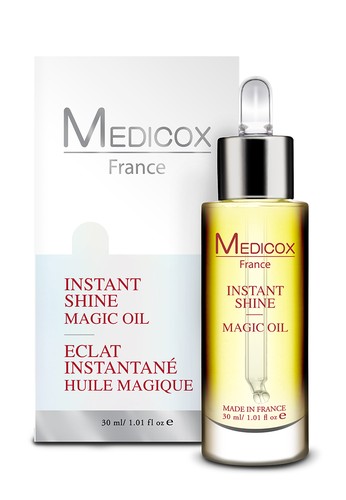 MEDICOX
France
INSTANT
SHINE
MAGIC OIL
ECLAT
INSTANTANÉ
HUILE MAGIQUE
30 ml/ 1.01 fl oz e
MEDICOX
France
INSTANT
SHINE
MAGIC OIL
MADE IN FRANCE
30 ml/ 1.01 fl oz e